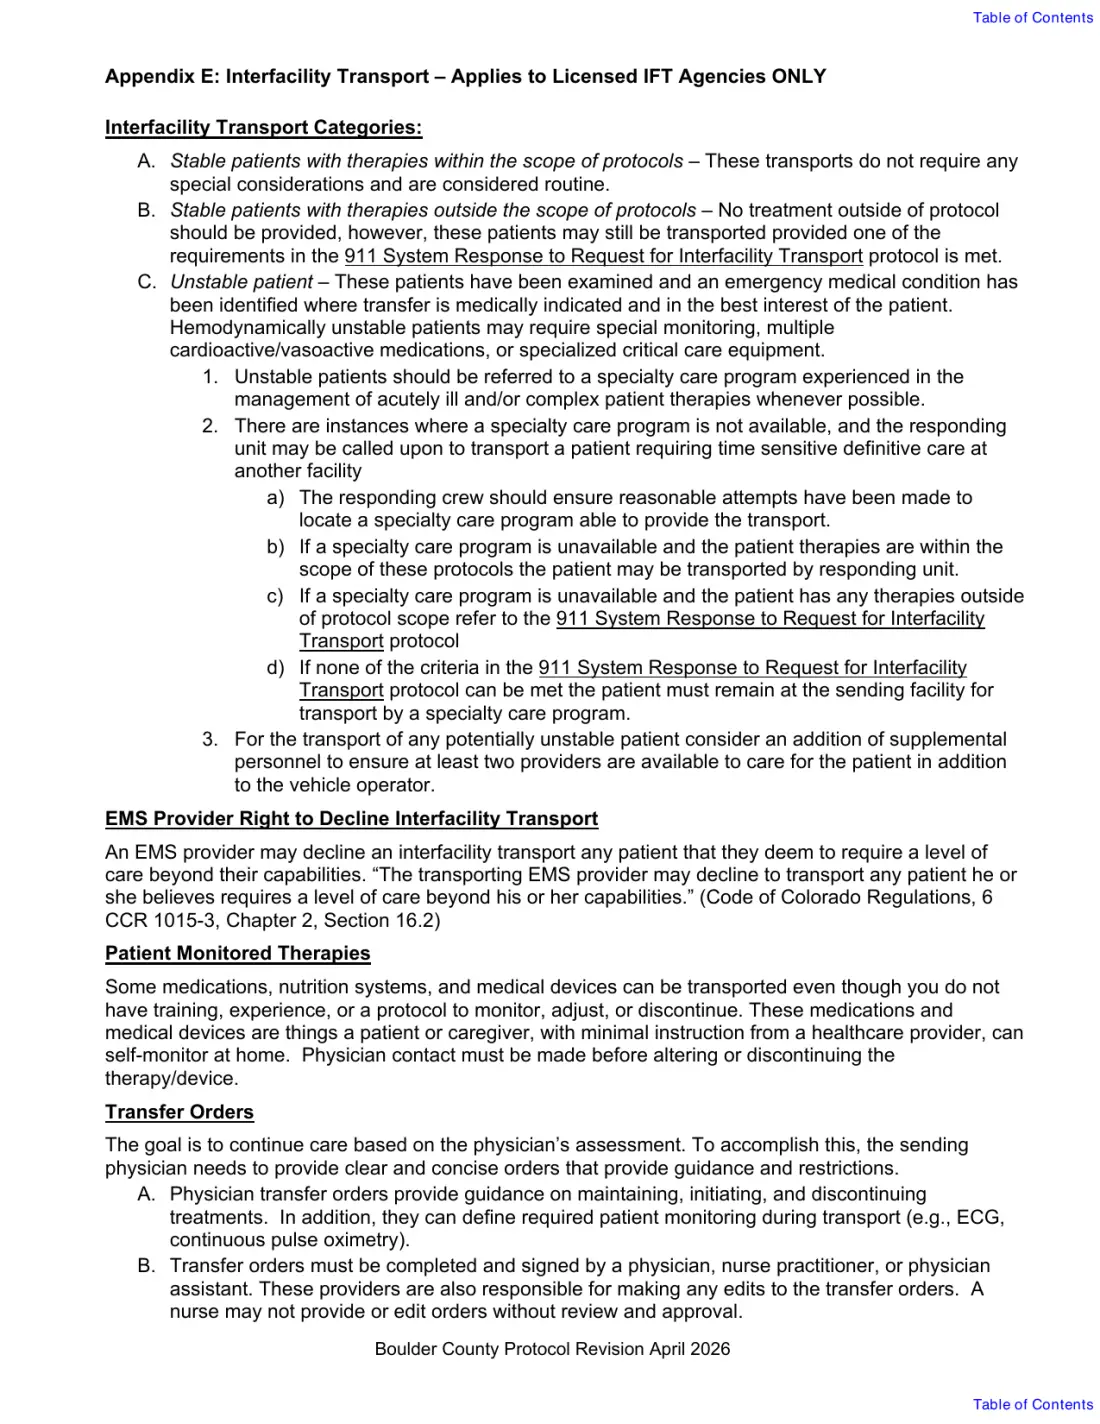 Table of Contents
Appendix E: Interfacility Transport – Applies to Licensed IFT Agencies ONLY
Interfacility Transport Categories:
A. Stable patients with therapies within the scope of protocols – These transports do not require any
special considerations and are considered routine.
B. Stable patients with therapies outside the scope of protocols – No treatment outside of protocol
should be provided, however, these patients may still be transported provided one of the
requirements in the 911 System Response to Request for Interfacility Transport protocol is met.
C. Unstable patient – These patients have been examined and an emergency medical condition has
been identified where transfer is medically indicated and in the best interest of the patient.
Hemodynamically unstable patients may require special monitoring, multiple
cardioactive/vasoactive medications, or specialized critical care equipment.
1. Unstable patients should be referred to a specialty care program experienced in the
management of acutely ill and/or complex patient therapies whenever possible.
2. There are instances where a specialty care program is not available, and the responding
unit may be called upon to transport a patient requiring time sensitive definitive care at
another facility
a) The responding crew should ensure reasonable attempts have been made to
locate a specialty care program able to provide the transport.
b) If a specialty care program is unavailable and the patient therapies are within the
scope of these protocols the patient may be transported by responding unit.
c) If a specialty care program is unavailable and the patient has any therapies outside
of protocol scope refer to the 911 System Response to Request for Interfacility
Transport protocol
d) If none of the criteria in the 911 System Response to Request for Interfacility
Transport protocol can be met the patient must remain at the sending facility for
transport by a specialty care program.
3. For the transport of any potentially unstable patient consider an addition of supplemental
personnel to ensure at least two providers are available to care for the patient in addition
to the vehicle operator.
EMS Provider Right to Decline Interfacility Transport
An EMS provider may decline an interfacility transport any patient that they deem to require a level of
care beyond their capabilities. “The transporting EMS provider may decline to transport any patient he or
she believes requires a level of care beyond his or her capabilities.” (Code of Colorado Regulations, 6
CCR 1015-3, Chapter 2, Section 16.2)
Patient Monitored Therapies
Some medications, nutrition systems, and medical devices can be transported even though you do not
have training, experience, or a protocol to monitor, adjust, or discontinue. These medications and
medical devices are things a patient or caregiver, with minimal instruction from a healthcare provider, can
self-monitor at home.  Physician contact must be made before altering or discontinuing the
therapy/device.
Transfer Orders
The goal is to continue care based on the physician’s assessment. To accomplish this, the sending
physician needs to provide clear and concise orders that provide guidance and restrictions.
A. Physician transfer orders provide guidance on maintaining, initiating, and discontinuing
treatments.  In addition, they can define required patient monitoring during transport (e.g., ECG,
continuous pulse oximetry).
B. Transfer orders must be completed and signed by a physician, nurse practitioner, or physician
assistant. These providers are also responsible for making any edits to the transfer orders.  A
nurse may not provide or edit orders without review and approval.
Boulder County Protocol Revision April 2026
Table of Contents